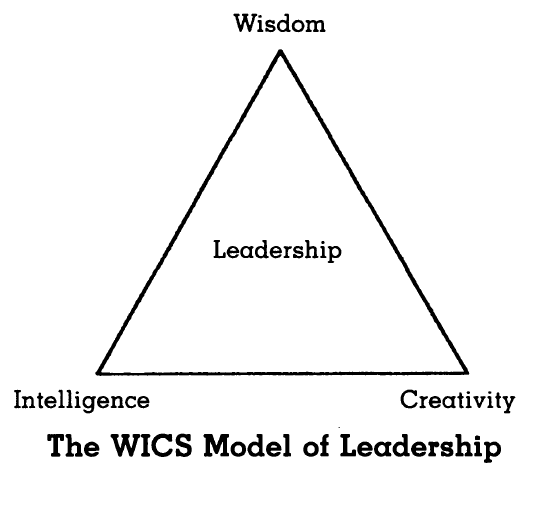 Wisdom
Leadership
Intelligence Creativity
The WICS Model of Leadership